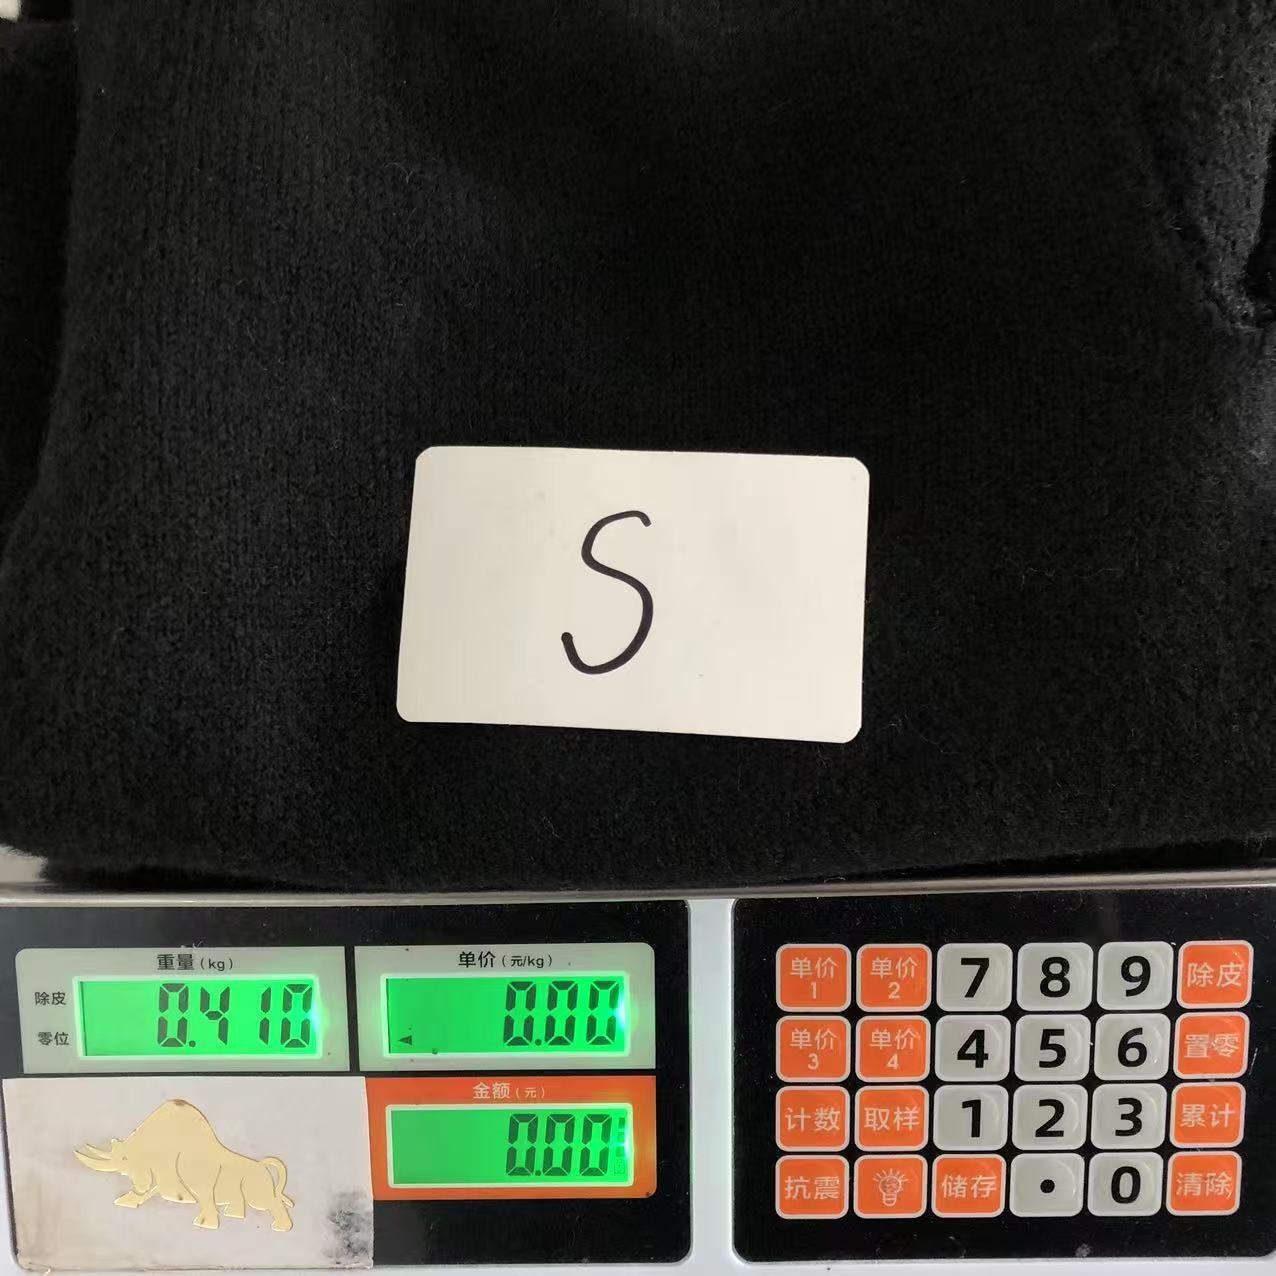 S
重量(kg)
除皮
零位
0.410
单价(元/kg)
0.00
金额(元)
0.00
单价1 单价2 7 8 9 除皮
单价3 单价4 4 5 6 置零
计数 取样 1 2 3 累计
抗震 储存 . 0 清除